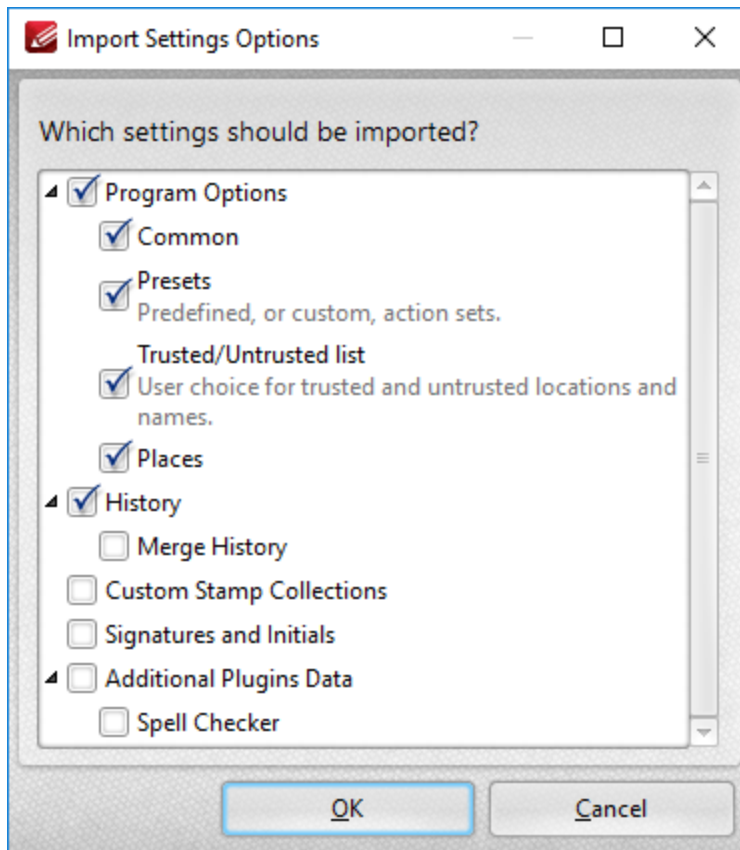 Import Settings Options
Which settings should be imported?
Program Options
Common
Presets
Predefined, or custom, action sets.
Trusted/Untrusted list
User choice for trusted and untrusted locations and
names.
Places
History
Merge History
Custom Stamp Collections
Signatures and Initials
Additional Plugins Data
Spell Checker
OK
Cancel